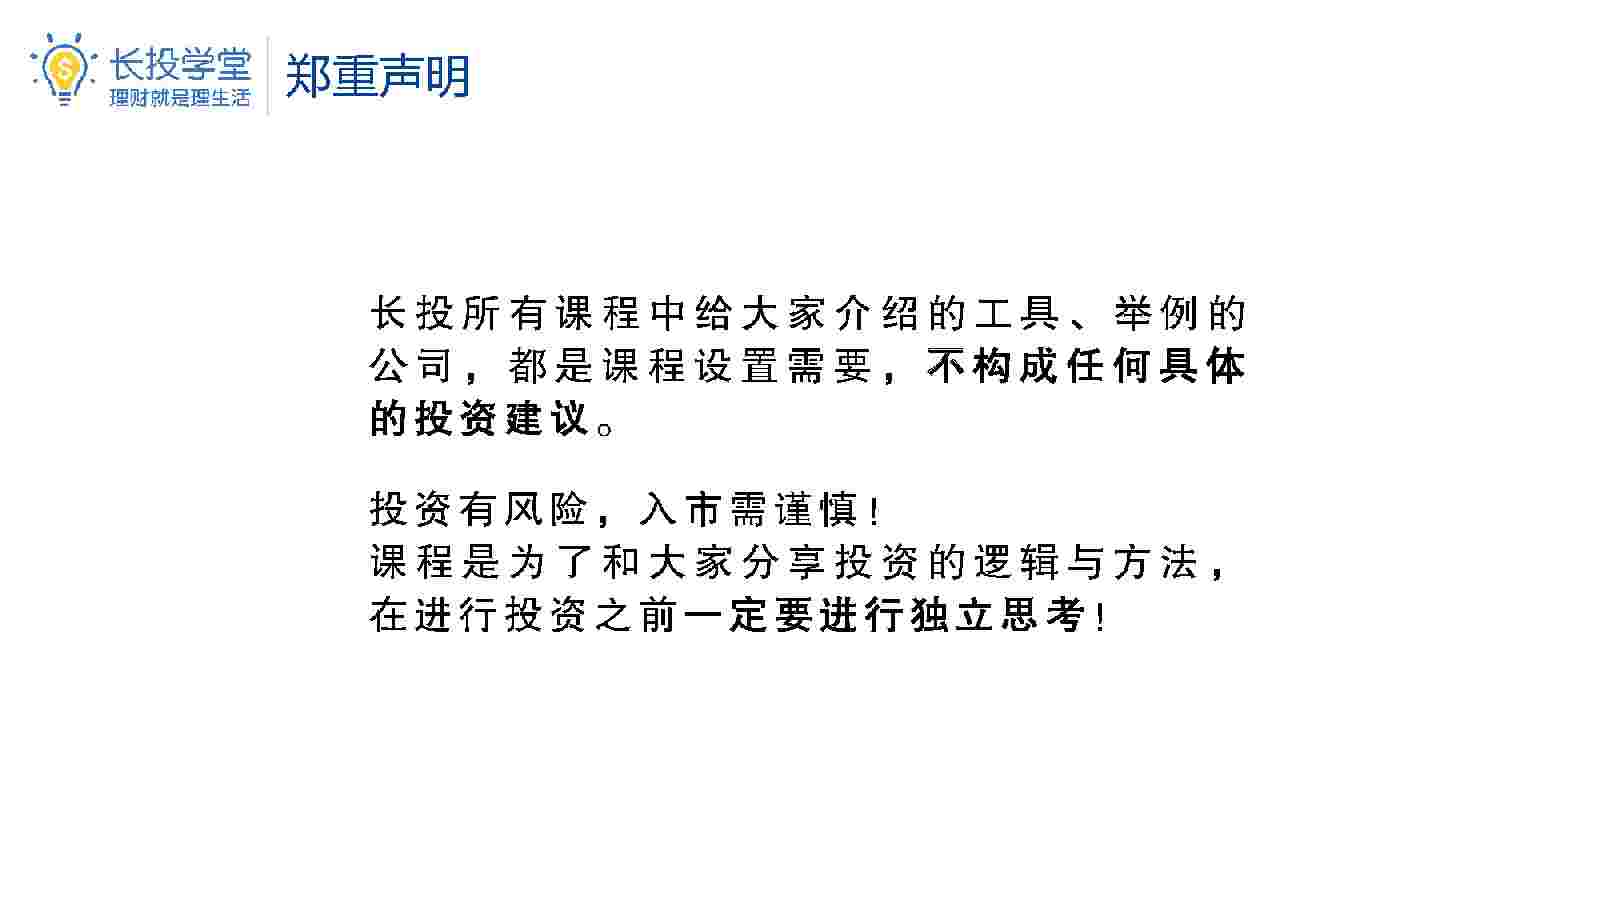 长投学堂
理财就是理生活
郑重声明
长投所有课程中给大家介绍的工具、举例的
公司，都是课程设置需要，不构成任何具体
的投资建议。
投资有风险，入市需谨慎！
课程是为了和大家分享投资的逻辑与方法，
在进行投资之前一定要进行独立思考！